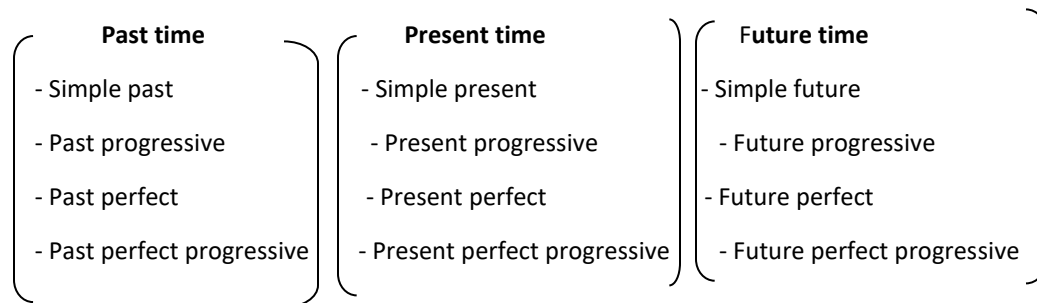 Past time
- Simple past
- Past progressive
- Past perfect
- Past perfect progressive
Present time
- Simple present
- Present progressive
- Present perfect
- Present perfect progressive
Future time
- Simple future
- Future progressive
- Future perfect
- Future perfect progressive